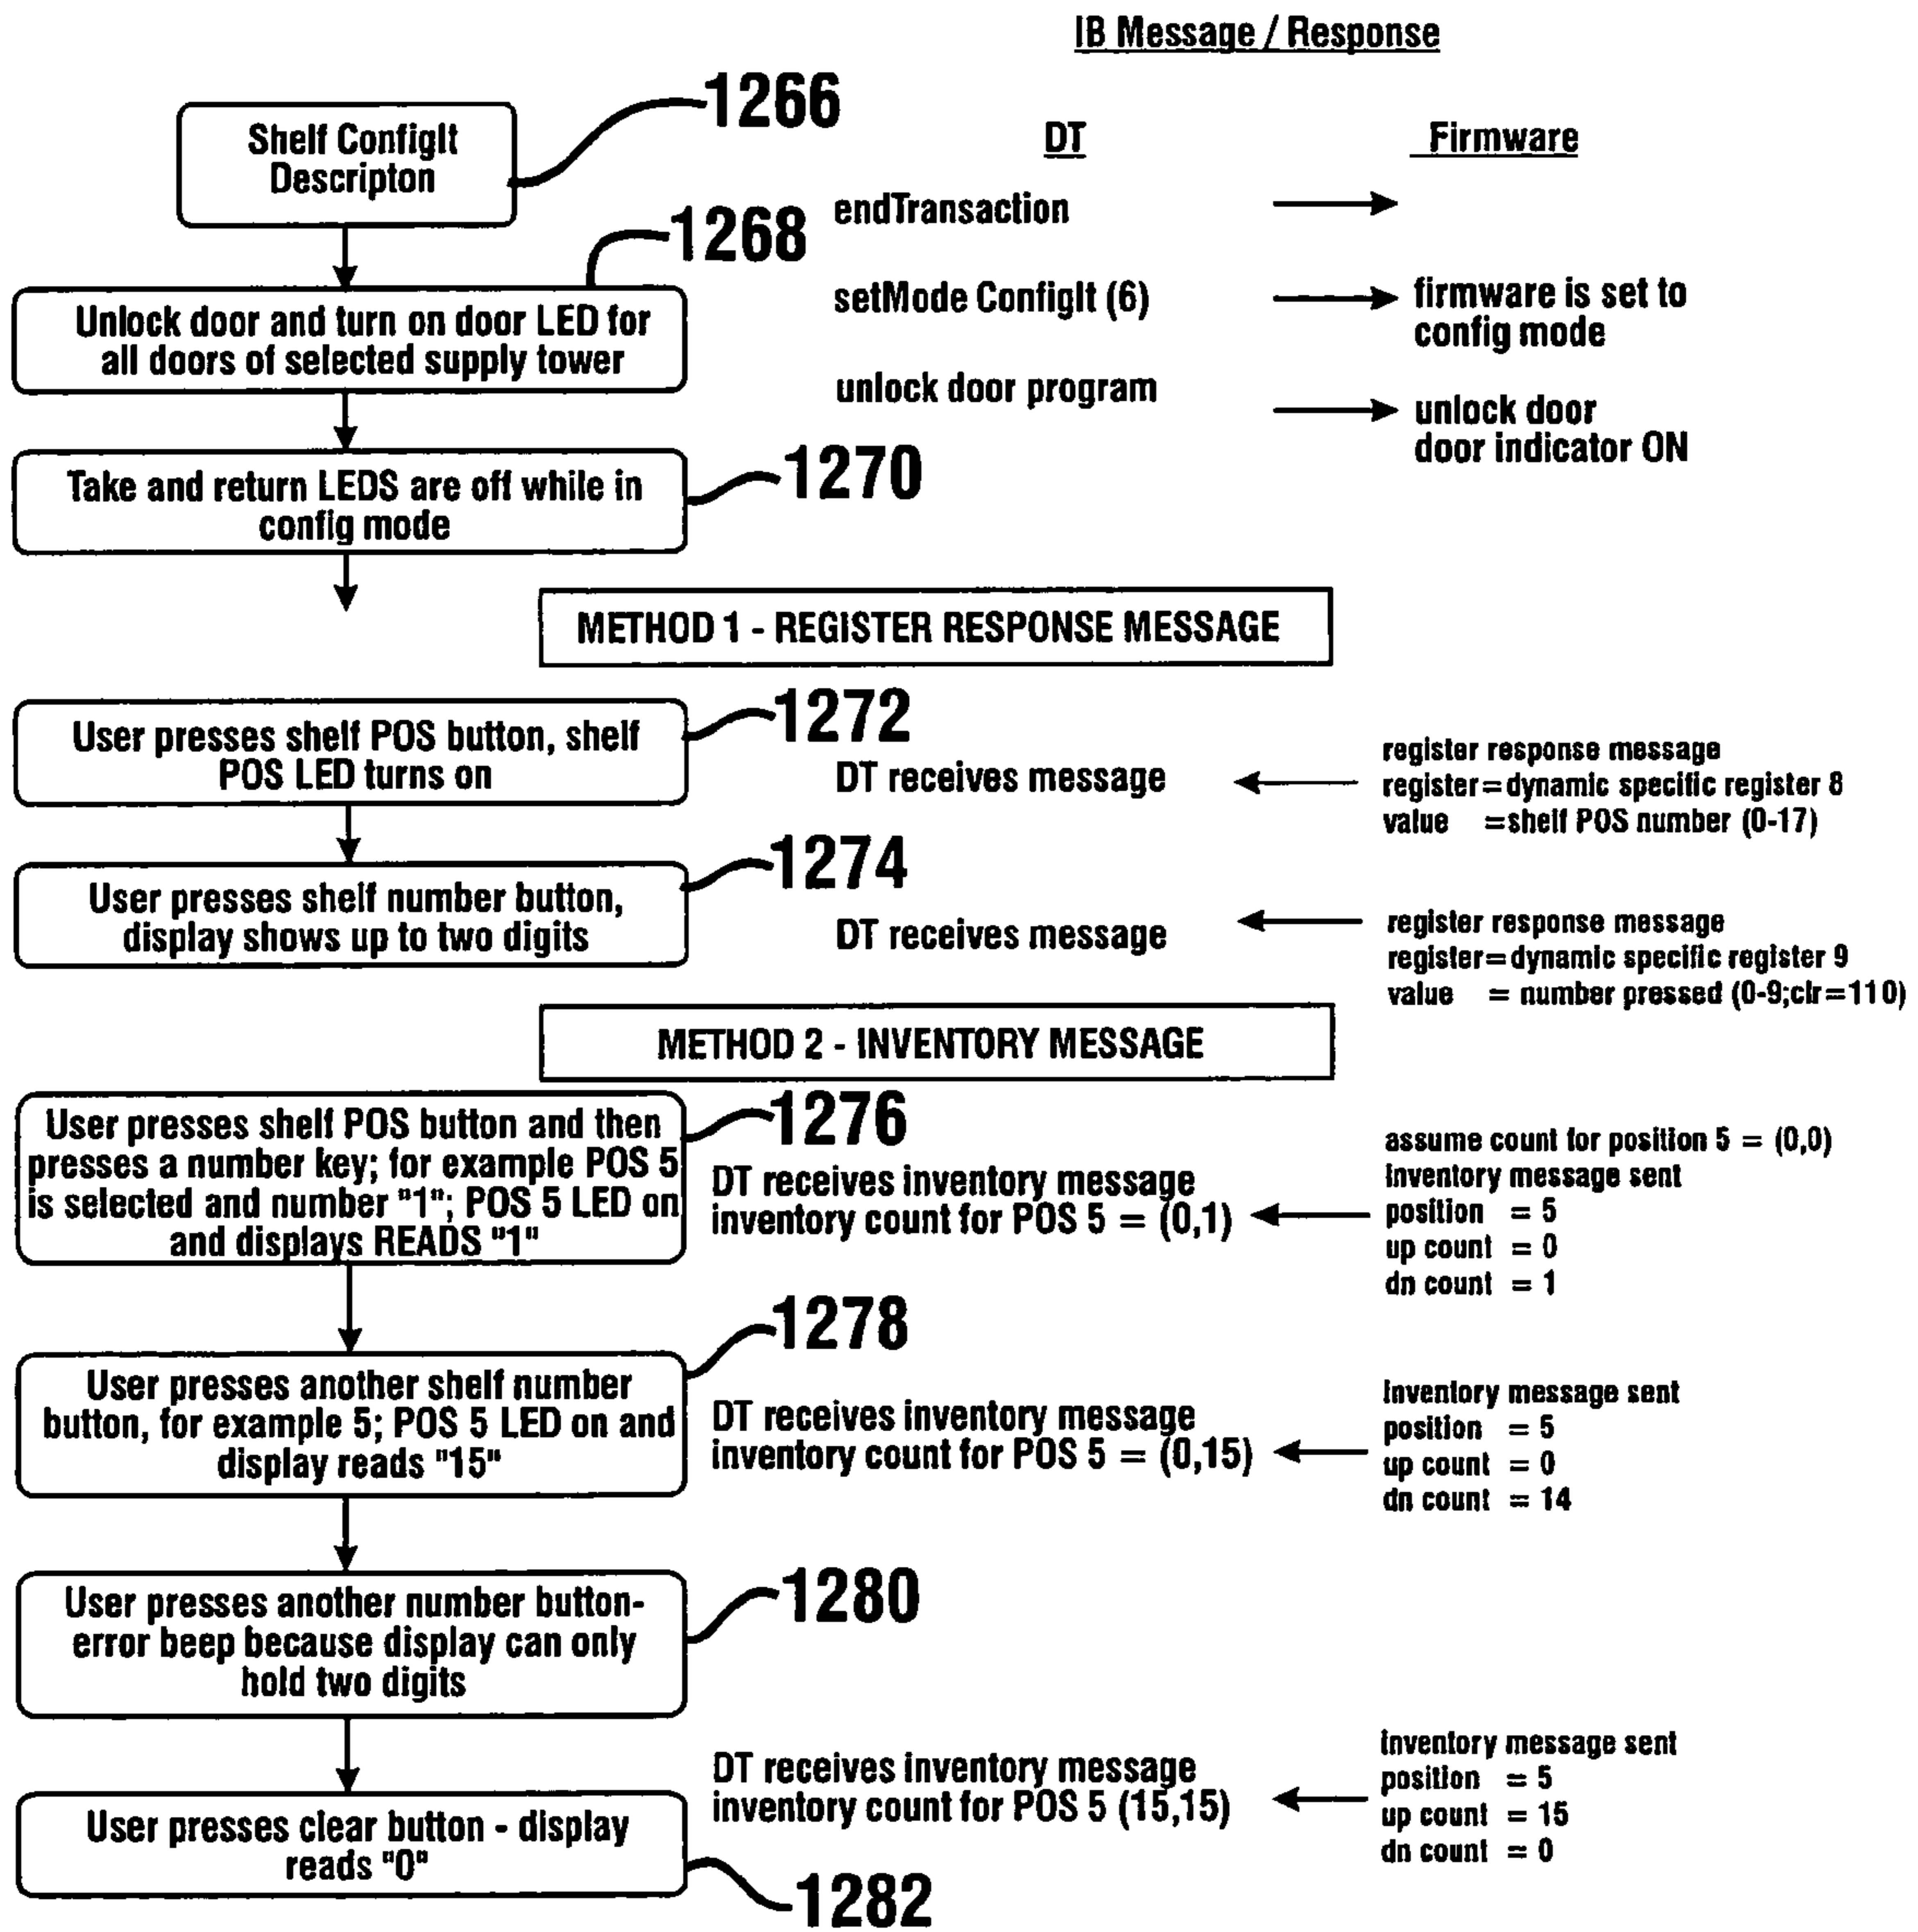 IB Message / Response
1266
Shelf ConfigIt
Descripton
DT
Firmware
endTransaction
1268
Unlock door and turn on door LED for
all doors of selected supply tower
setMode ConfigIt (6)
firmware is set to
config mode
unlock door program
unlock door
door indicator ON
1270
Take and return LEDS are off while in
config mode
METHOD 1 - REGISTER RESPONSE MESSAGE
1272
User presses shelf POS button, shelf
POS LED turns on
DT receives message
register response message
register=dynamic specific register 8
value =shelf POS number (0-17)
1274
User presses shelf number button,
display shows up to two digits
DT receives message
register response message
register=dynamic specific register 9
value = number pressed (0-9;clr=110)
METHOD 2 - INVENTORY MESSAGE
1276
User presses shelf POS button and then
presses a number key; for example POS 5
is selected and number "1"; POS 5 LED on
and displays READS "1"
DT receives inventory message
inventory count for POS 5 = (0,1)
assume count for position 5 = (0,0)
inventory message sent
position = 5
up count = 0
dn count = 1
1278
User presses another shelf number
button, for example 5; POS 5 LED on and
display reads "15"
DT receives inventory message
inventory count for POS 5 = (0,15)
inventory message sent
position = 5
up count = 0
dn count = 14
1280
User presses another number button-
error beep because display can only
hold two digits
DT receives inventory message
inventory count for POS 5 (15,15)
inventory message sent
position = 5
up count = 15
dn count = 0
User presses clear button - display
reads "0"
1282